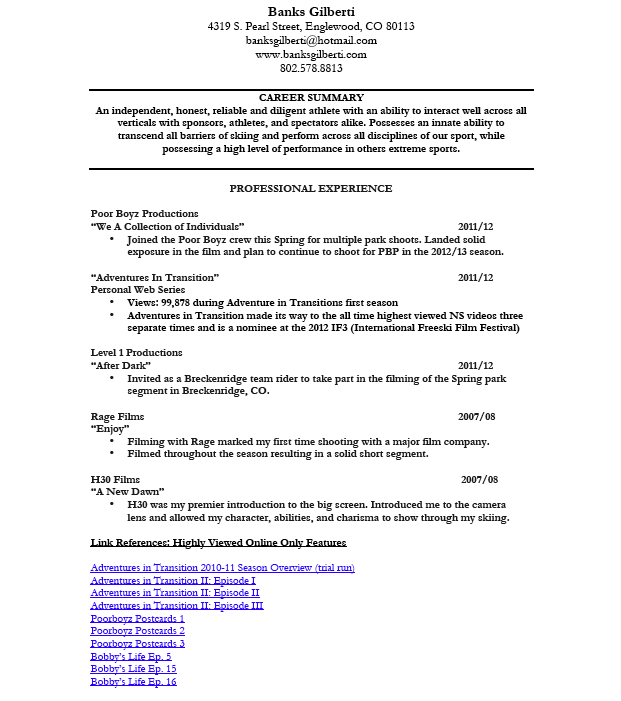 Banks Gilberti
4319 S. Pearl Street, Englewood, CO 80113
banksgilberti@hotmail.com
www.banksgilberti.com
802.578.8813
CAREER SUMMARY
An independent, honest, reliable and diligent athlete with an ability to interact well across all
verticals with sponsors, athletes, and spectators alike. Possesses an innate ability to
transcend all barriers of skiing and perform across all disciplines of our sport, while
possessing a high level of performance in others extreme sports.
PROFESSIONAL EXPERIENCE
Poor Boyz Productions
“We A Collection of Individuals” 2011/12
• Joined the Poor Boyz crew this Spring for multiple park shoots. Landed solid
exposure in the film and plan to continue to shoot for PBP in the 2012/13 season.
“Adventures In Transition” 2011/12
Personal Web Series
• Views: 99,878 during Adventure in Transitions first season
• Adventures in Transition made its way to the all time highest viewed NS videos three
separate times and is a nominee at the 2012 IF3 (International Freeski Film Festival)
Level 1 Productions
“After Dark” 2011/12
• Invited as a Breckenridge team rider to take part in the filming of the Spring park
segment in Breckenridge, CO.
Rage Films 2007/08
“Enjoy”
• Filming with Rage marked my first time shooting with a major film company.
• Filmed throughout the season resulting in a solid short segment.
H30 Films 2007/08
“A New Dawn”
• H30 was my premier introduction to the big screen. Introduced me to the camera
lens and allowed my character, abilities, and charisma to show through my skiing.
Link References: Highly Viewed Online Only Features
Adventures in Transition 2010-11 Season Overview (trial run)
Adventures in Transition II: Episode I
Adventures in Transition II: Episode II
Adventures in Transition II: Episode III
Poorboyz Postcards 1
Poorboyz Postcards 2
Poorboyz Postcards 3
Bobby's Life Ep. 5
Bobby's Life Ep. 15
Bobby's Life Ep. 16